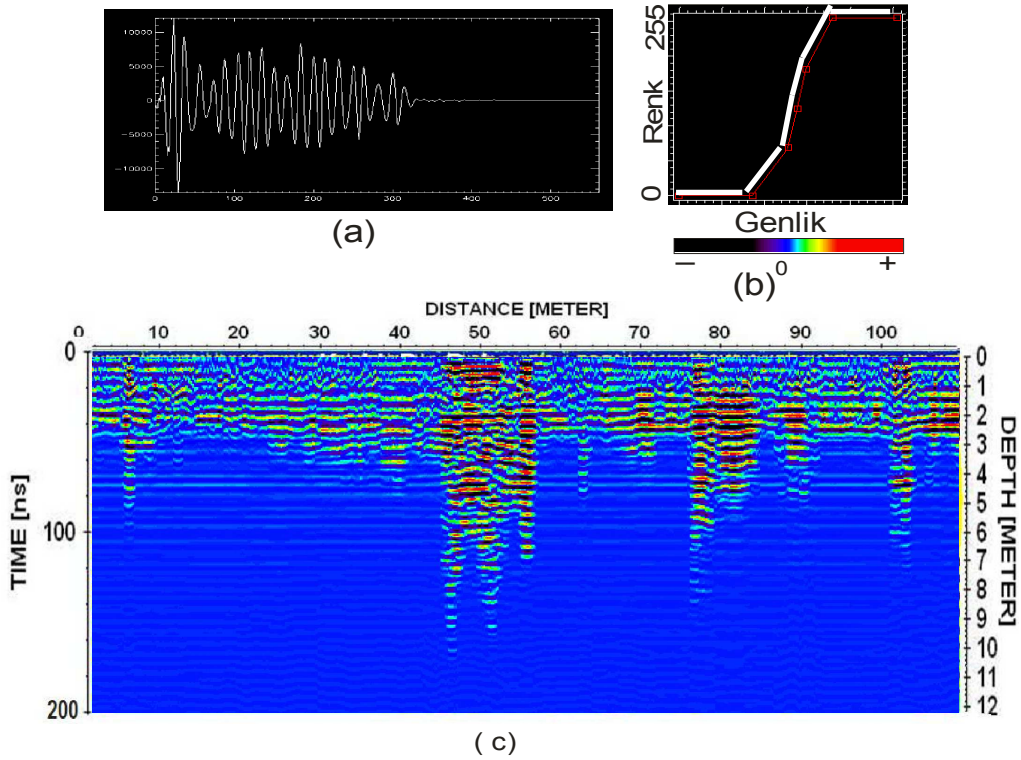 10000
5000
0
−5000
−10000
0 100 200 300 400 500
(a)
255
Renk
0
Genlik
− 0 +
(b)
DISTANCE [METER]
0 10 20 30 40 50 60 70 80 90 100
0
100
200
TIME [ns]
0
1
2
3
4
5
6
7
8
9
10
11
12
DEPTH [METER]
( c)